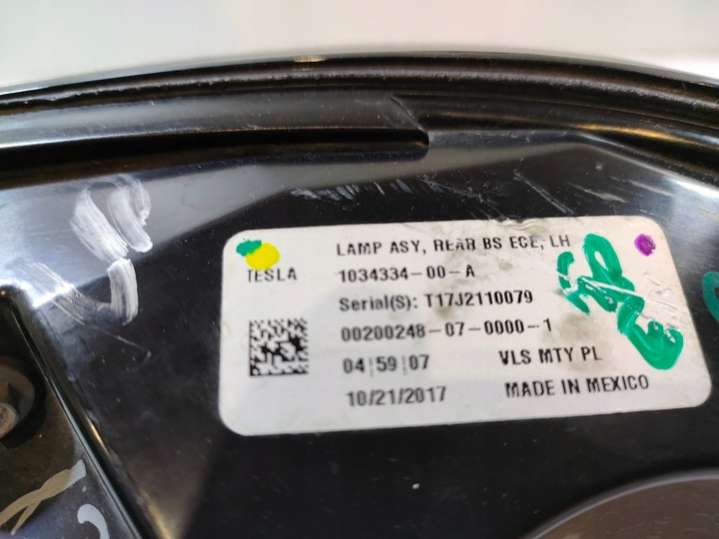 LAMP ASY, REAR BS ECE, LH
TESLA
1034334-00-A
Serial(S): T17J2110079
00200248-07-0000-1
04|59|07
VLS MTY PL
10/21/2017
MADE IN MEXICO